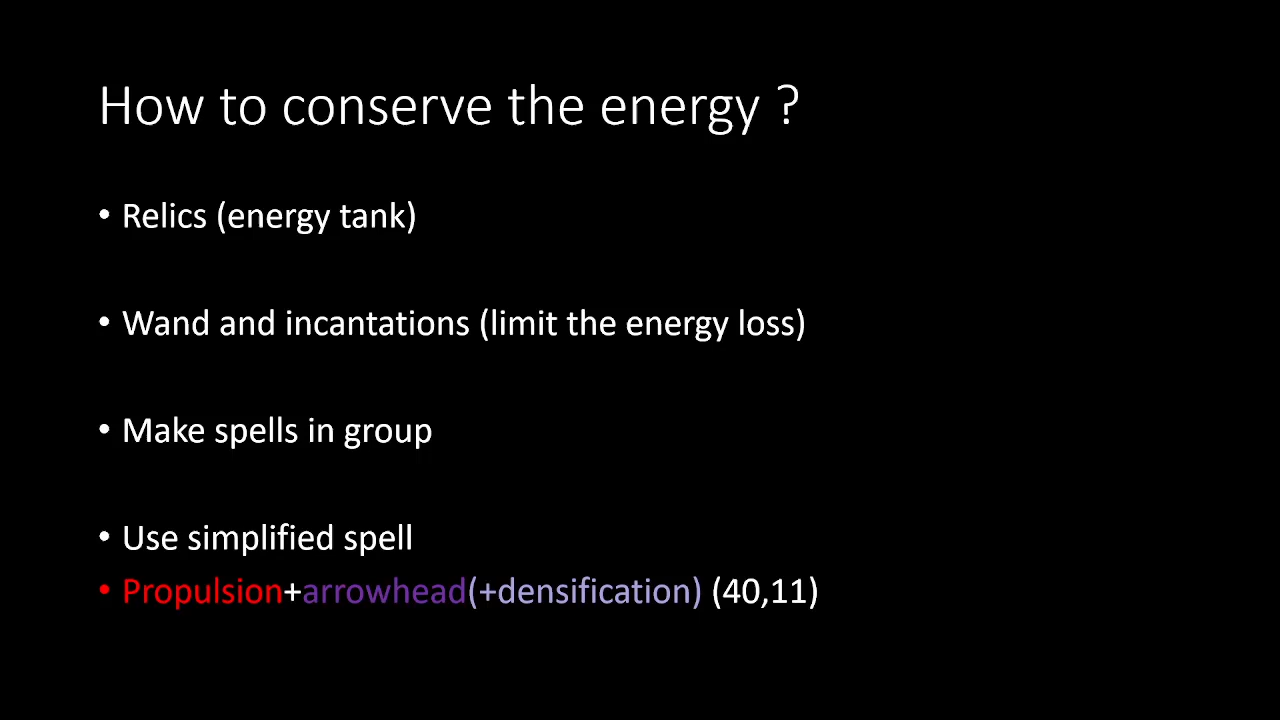 How to conserve the energy ?
• Relics (energy tank)
• Wand and incantations (limit the energy loss)
• Make spells in group
• Use simplified spell
• Propulsion+arrowhead(+densification) (40,11)